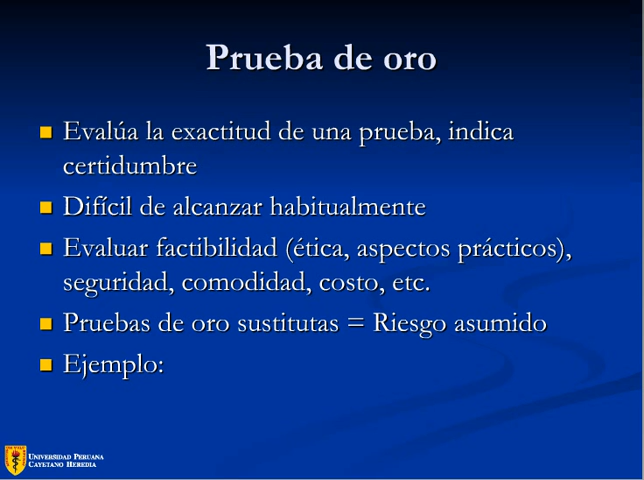 Prueba de oro
Evalúa la exactitud de una prueba, indica
certidumbre
Difícil de alcanzar habitualmente
Evaluar factibilidad (ética, aspectos prácticos),
seguridad, comodidad, costo, etc.
Pruebas de oro sustitutas = Riesgo asumido
Ejemplo:
UNIVERSIDAD PERUANA
CAYETANO HEREDIA